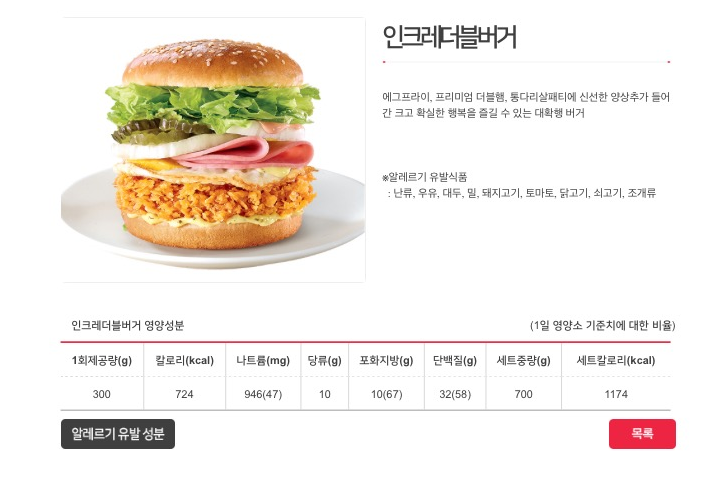 인크레더블버거
에그프라이, 프리미엄 더블햄, 통다리살패티에 신선한 양상추가 들어
간 크고 확실한 행복을 즐길 수 있는 대확행 버거
※알레르기 유발식품
: 난류, 우유, 대두, 밀, 돼지고기, 토마토, 닭고기, 쇠고기, 조개류
인크레더블버거 영양성분 (1일 영양소 기준치에 대한 비율)
1회제공량(g) 칼로리(kcal) 나트륨(mg) 당류(g) 포화지방(g) 단백질(g) 세트중량(g) 세트칼로리(kcal)
300 724 946(47) 10 10(67) 32(58) 700 1174
알레르기 유발 성분 목록